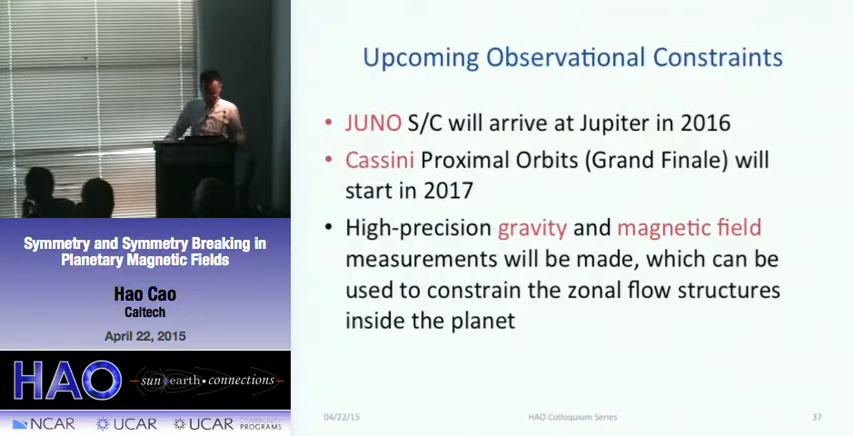 Upcoming Observational Constraints
• JUNO S/C will arrive at Jupiter in 2016
• Cassini Proximal Orbits (Grand Finale) will
start in 2017
• High-precision gravity and magnetic field
measurements will be made, which can be
used to constrain the zonal flow structures
inside the planet
04/22/15
HAO Colloquium Series
37
Symmetry and Symmetry Breaking in
Planetary Magnetic Fields
Hao Cao
Caltech
April 22, 2015
HAO
sun earth • connections
NCAR
UCAR
UCAR COMMUNITY
PROGRAMS